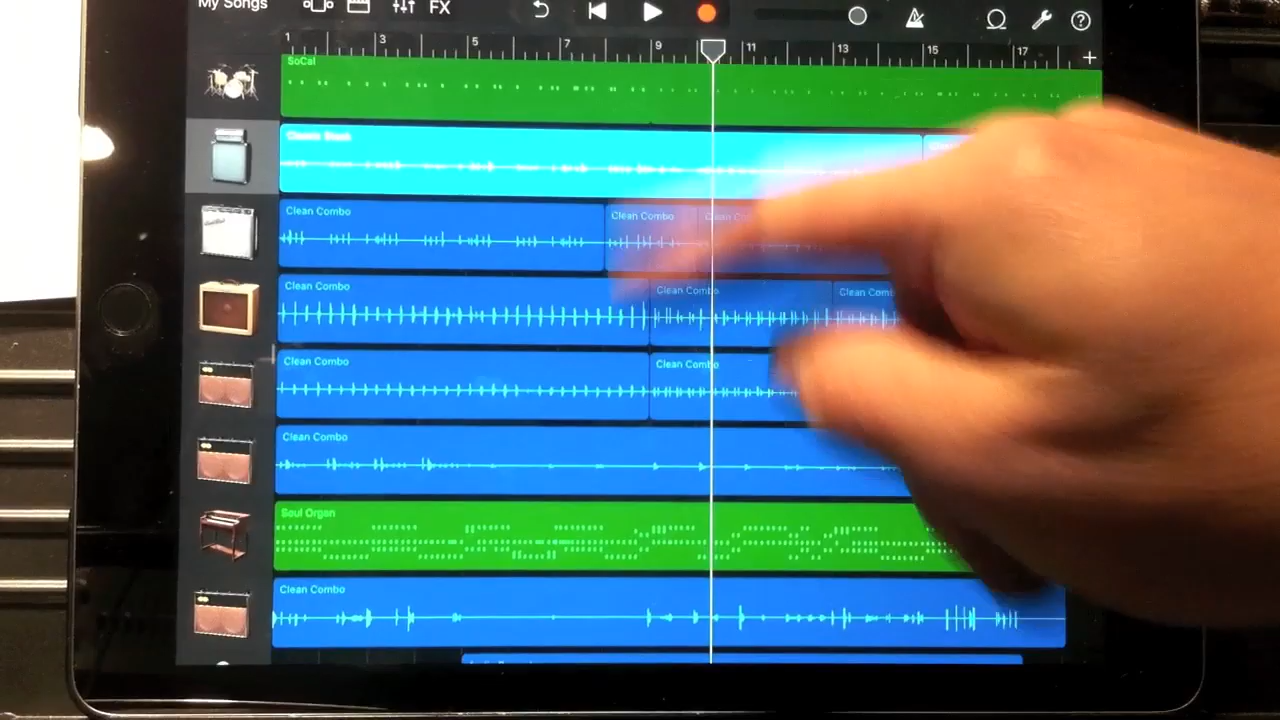 My Songs FX
1 3 5 7 9 11 13 15 17 +
SoCal
Clean Combo Clean Combo
Clean Combo Clean Combo Clean
Clean Combo Clean Combo
Clean Combo
Soul Organ
Clean Combo